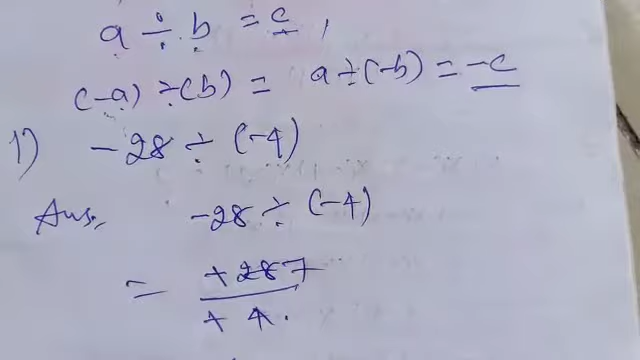 a ÷ b = c,
(-a) ÷ (b) = a ÷ (-b) = -c
1) -28 ÷ (-4)
Ans, -28 ÷ (-4)
= +28 7
+ 4.